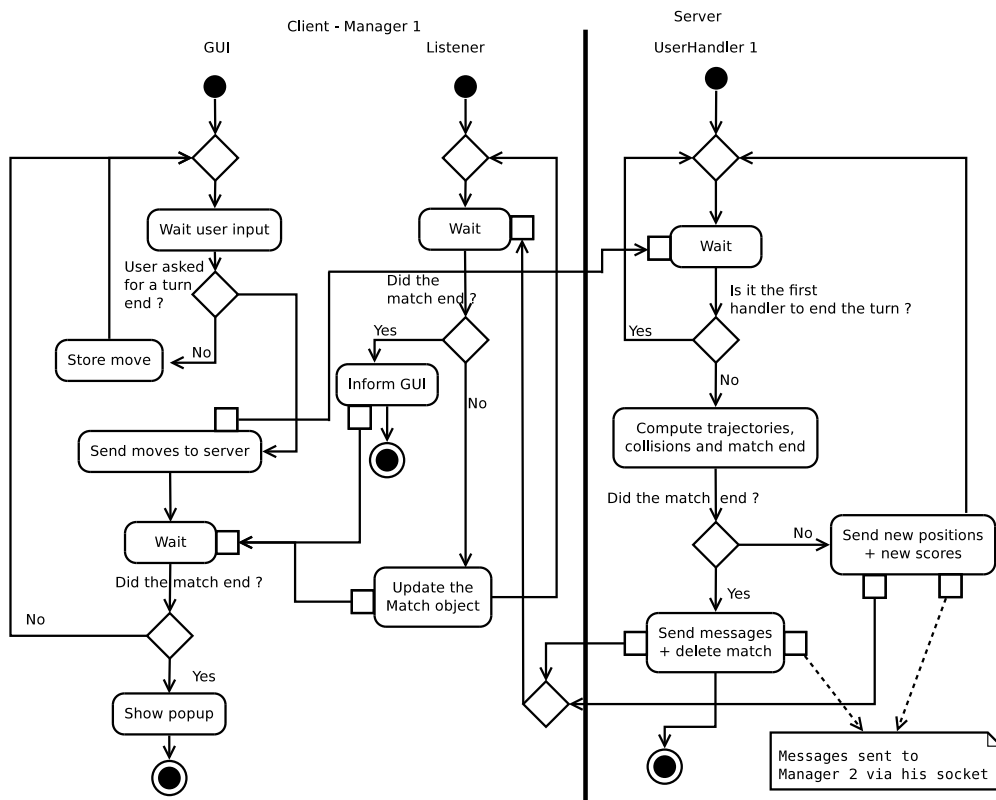 Client - Manager 1
Server
GUI
Listener
UserHandler 1
Wait user input
Wait
Wait
User asked
for a turn
end ?
Did the
match end ?
Is it the first
handler to end the turn ?
Yes
Yes
No
Store move
Inform GUI
No
No
Send moves to server
Compute trajectories,
collisions and match end
Did the match end ?
Wait
No
Send new positions
+ new scores
Did the match end ?
Update the
Match object
Yes
No
Send messages
+ delete match
Yes
Show popup
Messages sent to
Manager 2 via his socket